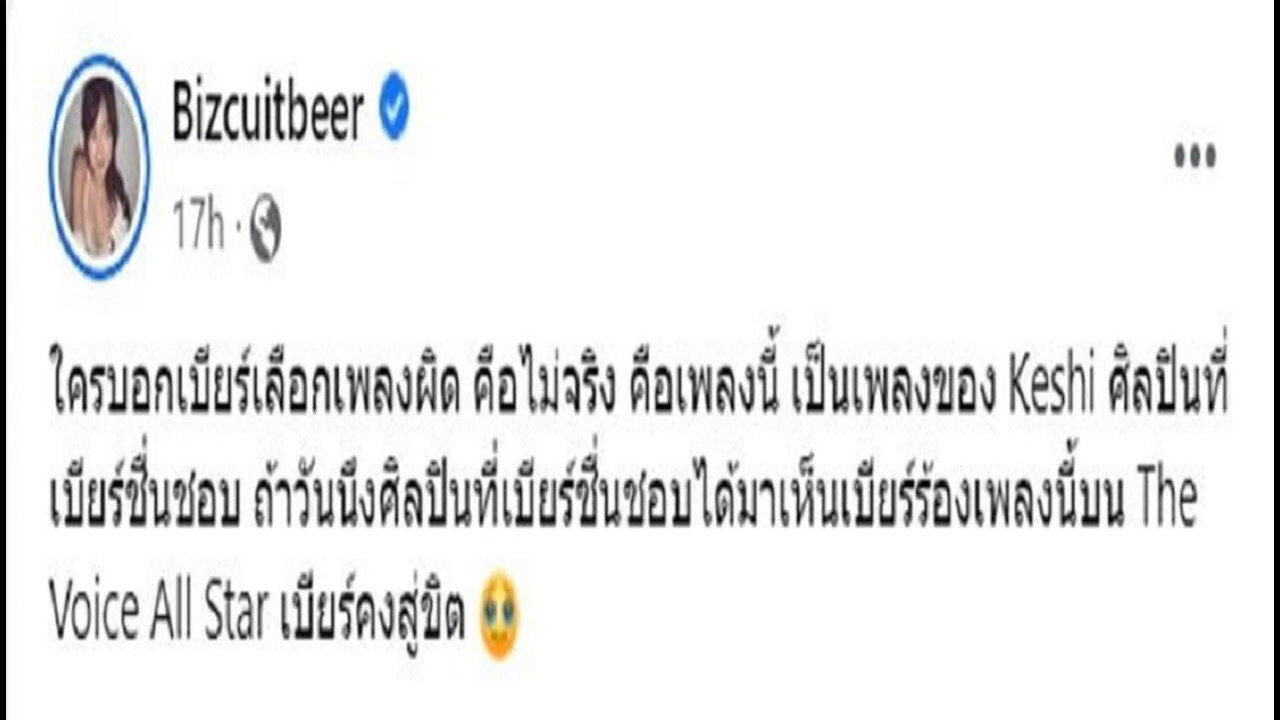 Bizcuitbeer
17h ·
ใครบอกเบียร์เลือกเพลงผิด คือไม่จริง คือเพลงนี้ เป็นเพลงของ Keshi ศิลปินที่
เบียร์ชื่นชอบ ถ้าวันนึงศิลปินที่เบียร์ชื่นชอบได้มาเห็นเบียร์ร้องเพลงนี้บน The
Voice All Star เบียร์คงสู่ขิต 🥹